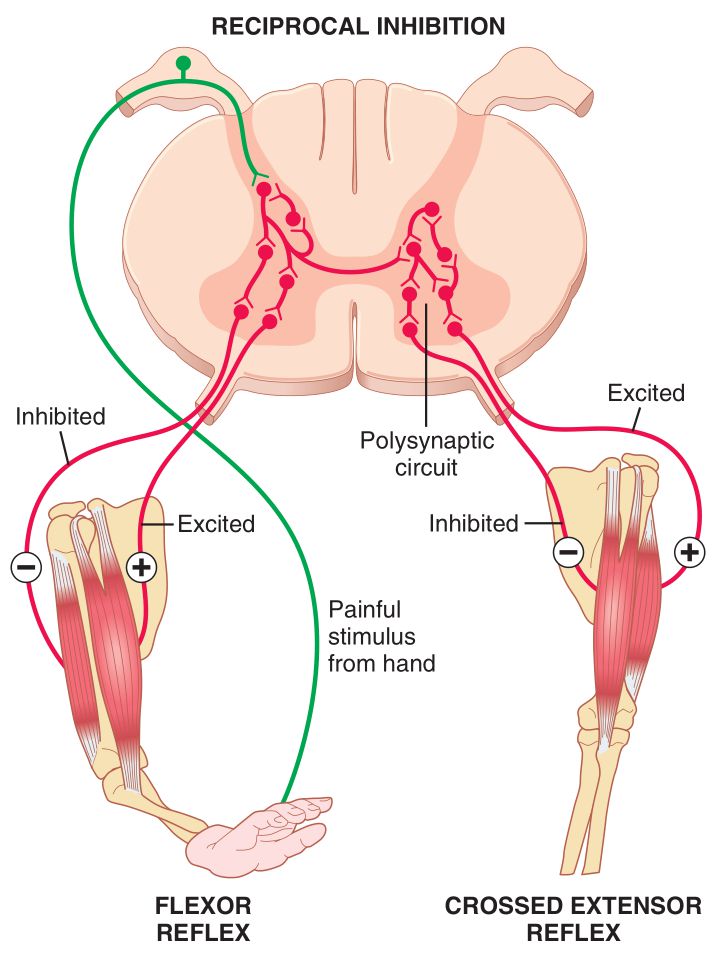 RECIPROCAL INHIBITION
Excited
Inhibited
Polysynaptic
circuit
Excited
Inhibited
−
+
−
+
Painful
stimulus
from hand
FLEXOR
REFLEX
CROSSED EXTENSOR
REFLEX